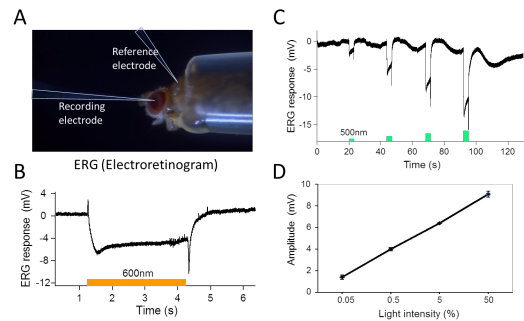 A
Reference
electrode
Recording
electrode
ERG (Electroretinogram)
B
ERG response (mV)
4
0
-4
-8
-12
600nm
1 2 3 4 5 6
Time (s)
C
ERG response (mV)
0
-5
-10
-15
500nm
0 20 40 60 80 100 120
Time (s)
D
Amplitude (mV)
10
8
6
4
2
0
0.05 0.5 5 50
Light intensity (%)